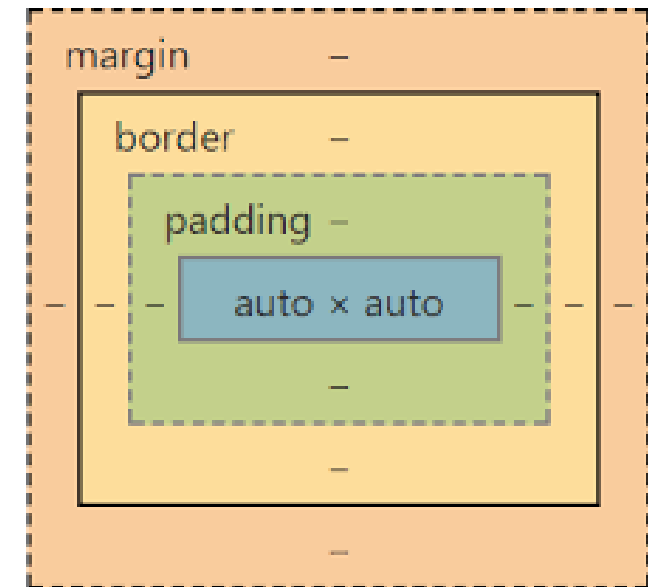 margin –
border –
padding –
– – – auto × auto – – –
–
–
–